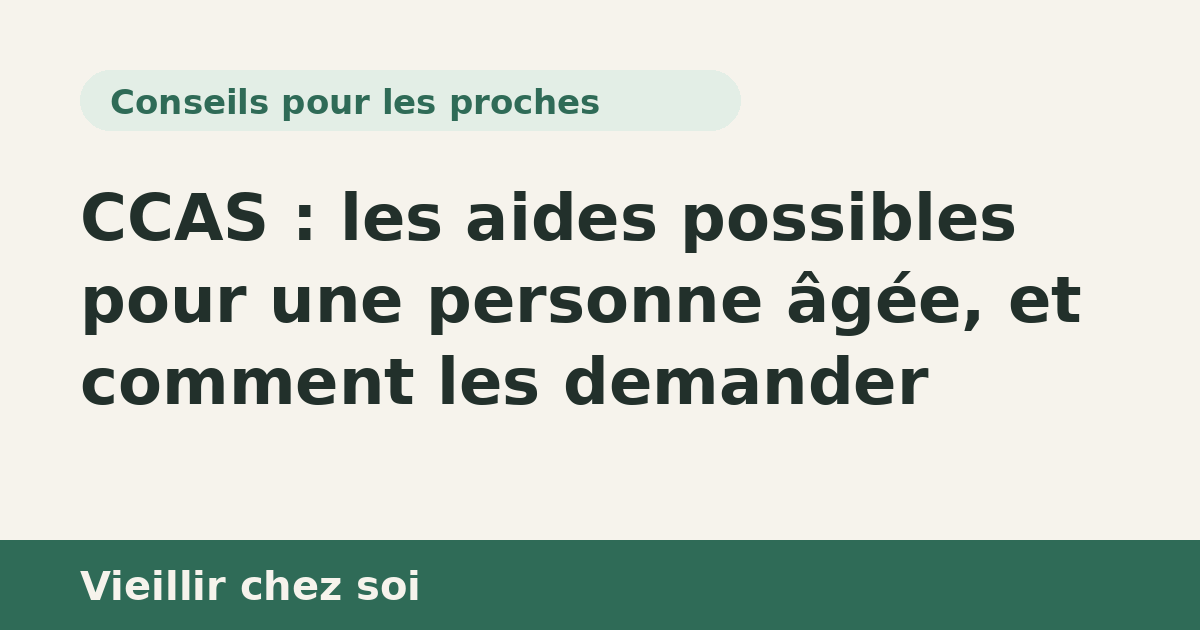 Conseils pour les proches
CCAS : les aides possibles
pour une personne âgée, et
comment les demander
Vieillir chez soi